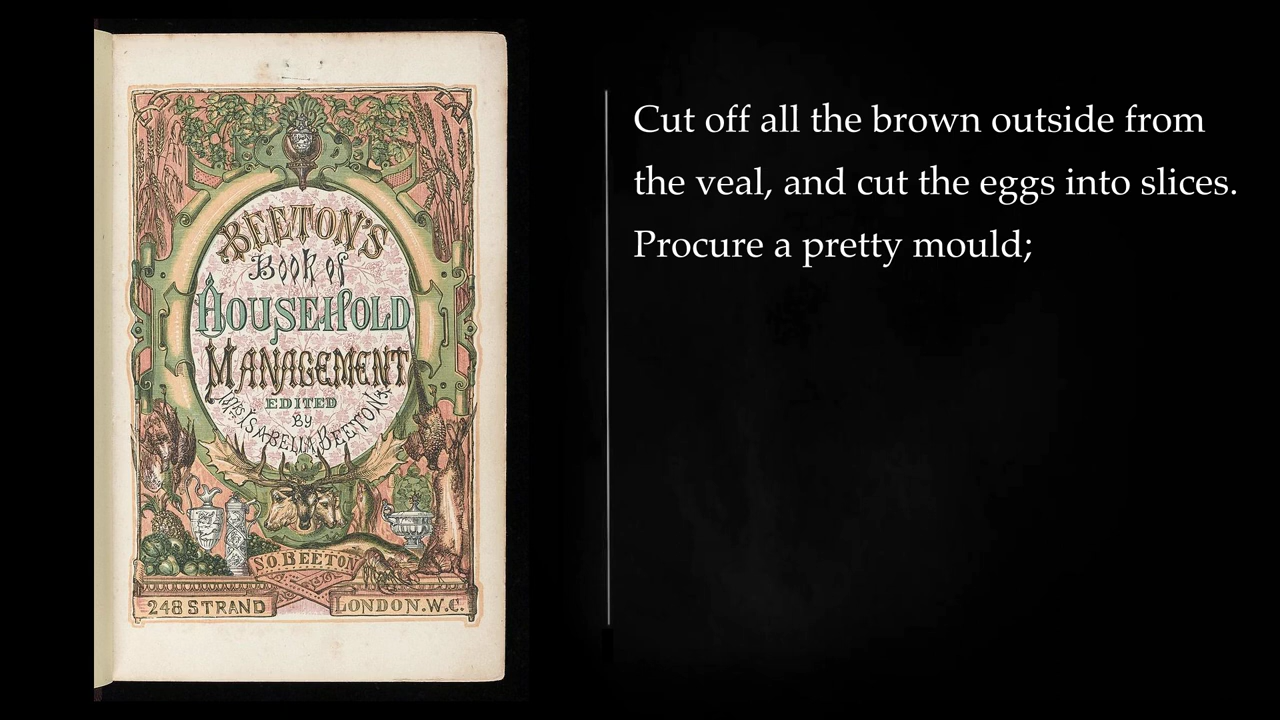 BEETON'S
Book of
HOUSEHOLD
MANAGEMENT
EDITED
BY
MRS ISABELLA BEETON
S.O. BEETON
248 STRAND
LONDON. W.C.
Cut off all the brown outside from
the veal, and cut the eggs into slices.
Procure a pretty mould;